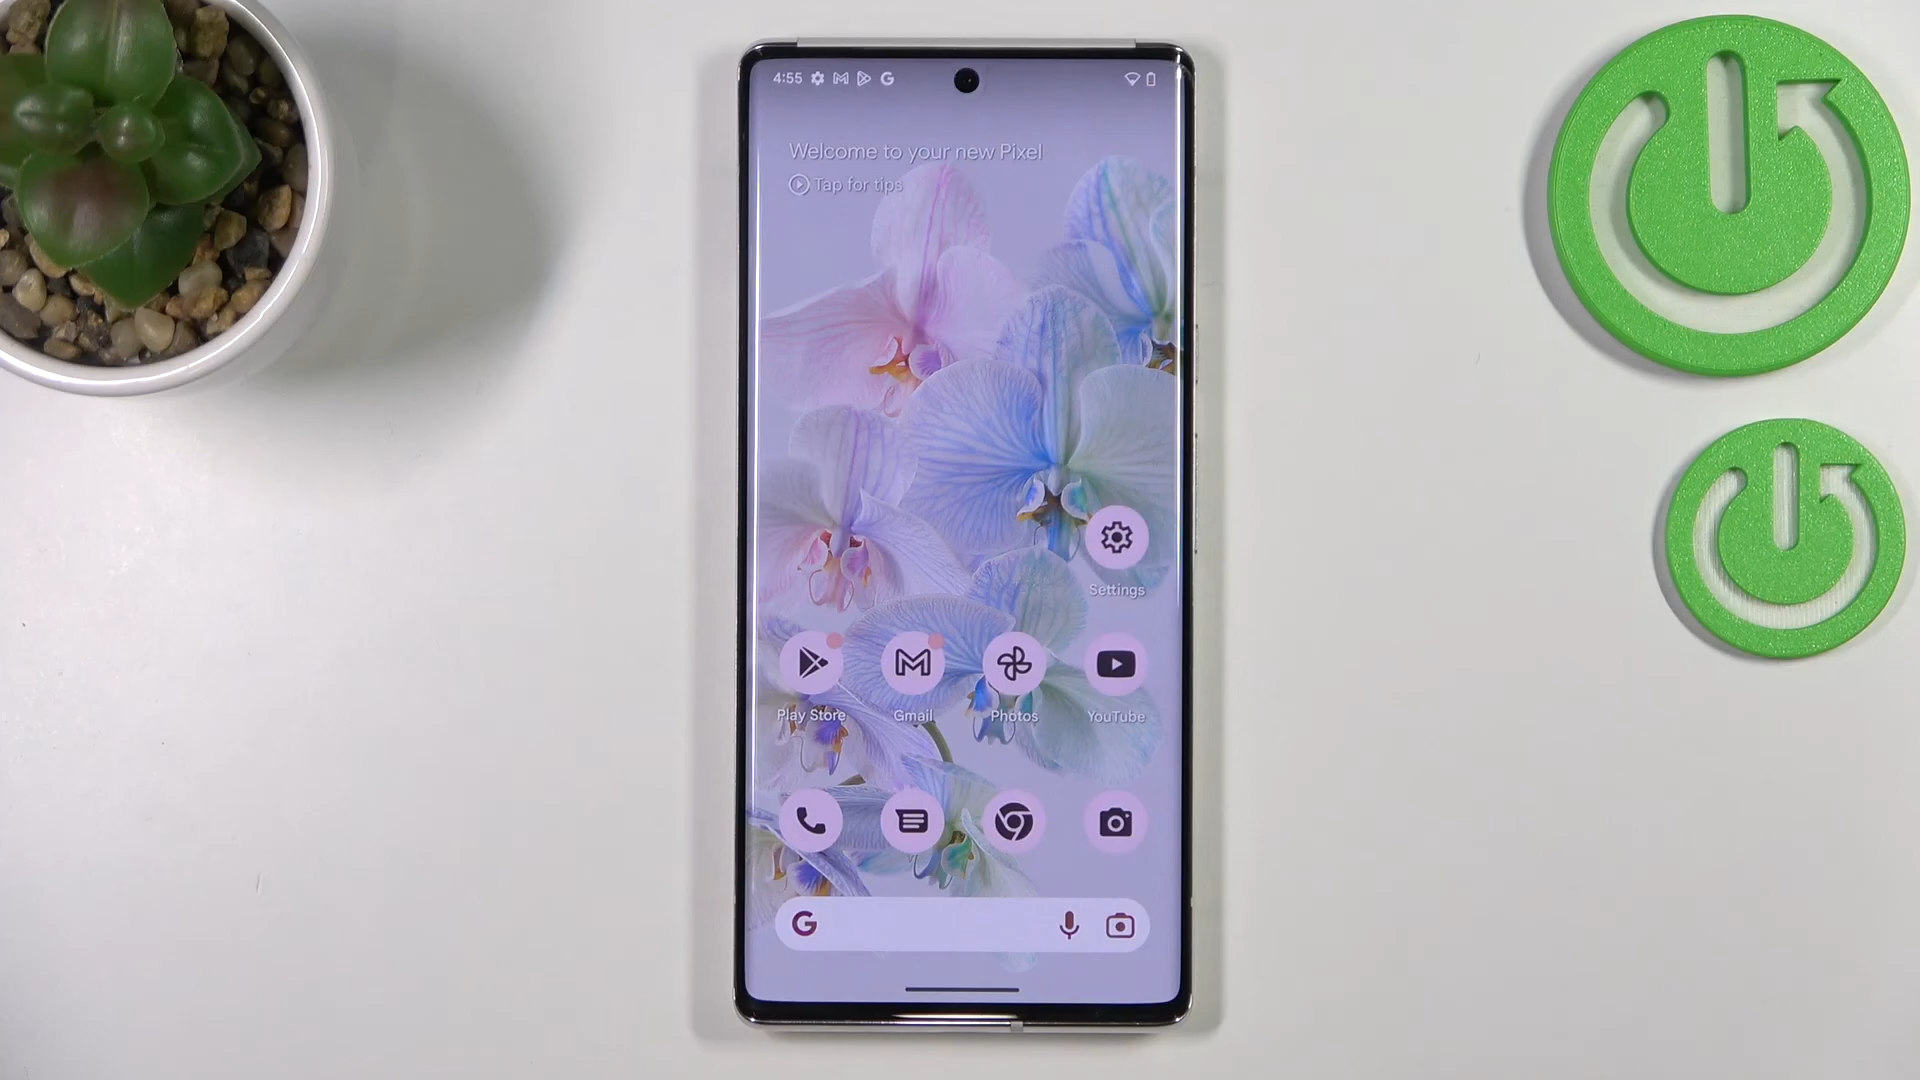 4:55
Welcome to your new Pixel
Tap for tips
Settings
Play Store
Gmail
Photos
YouTube
G